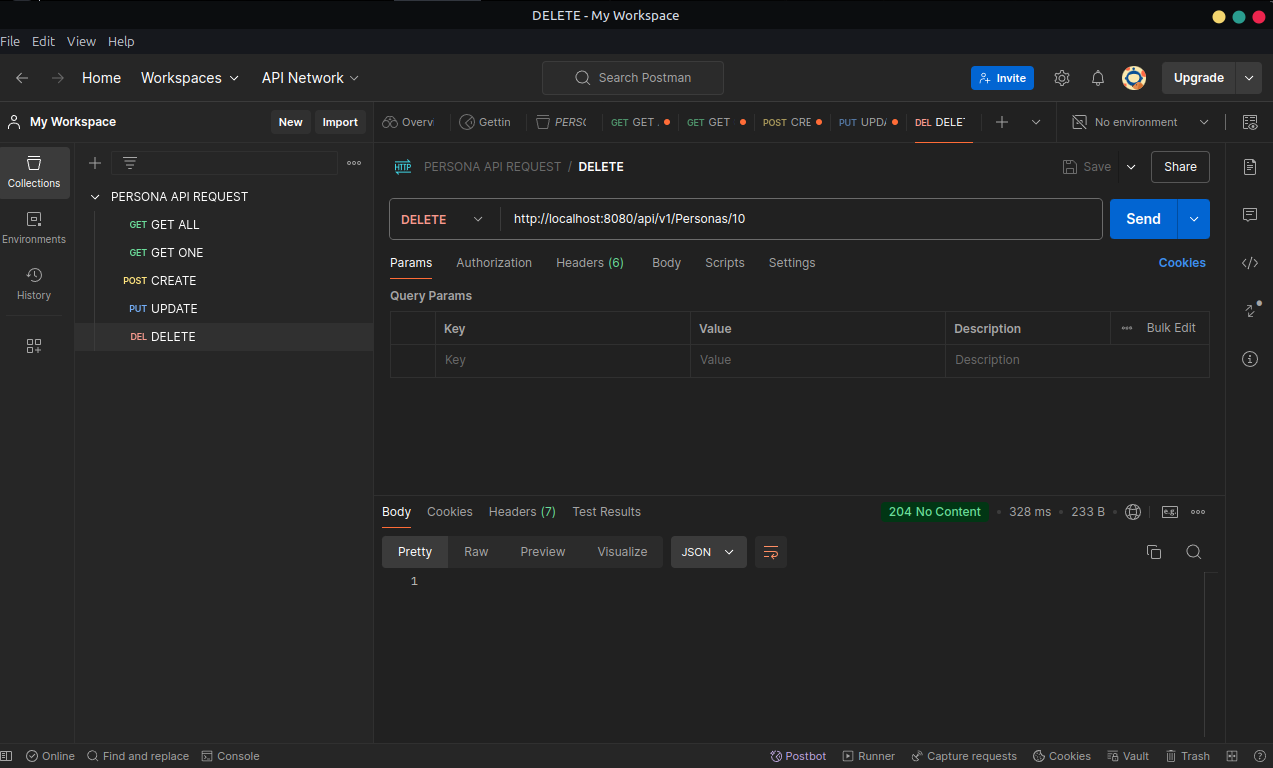 DELETE - My Workspace
File Edit View Help
Home Workspaces API Network Search Postman Invite Upgrade
My Workspace New Import
Overv Gettin PERSC GET GET . GET GET POST CRE PUT UPD DEL DELE No environment
Collections
Environments
History
PERSONA API REQUEST
GET GET ALL
GET GET ONE
POST CREATE
PUT UPDATE
DEL DELETE
HTTP PERSONA API REQUEST / DELETE Save Share
DELETE http://localhost:8080/api/v1/Personas/10 Send
Params Authorization Headers (6) Body Scripts Settings Cookies
Query Params
Key Value Description Bulk Edit
Key Value Description
Body Cookies Headers (7) Test Results 204 No Content 328 ms 233 B e.g.
Pretty Raw Preview Visualize JSON
1
Online Find and replace Console Postbot Runner Capture requests Cookies Vault Trash